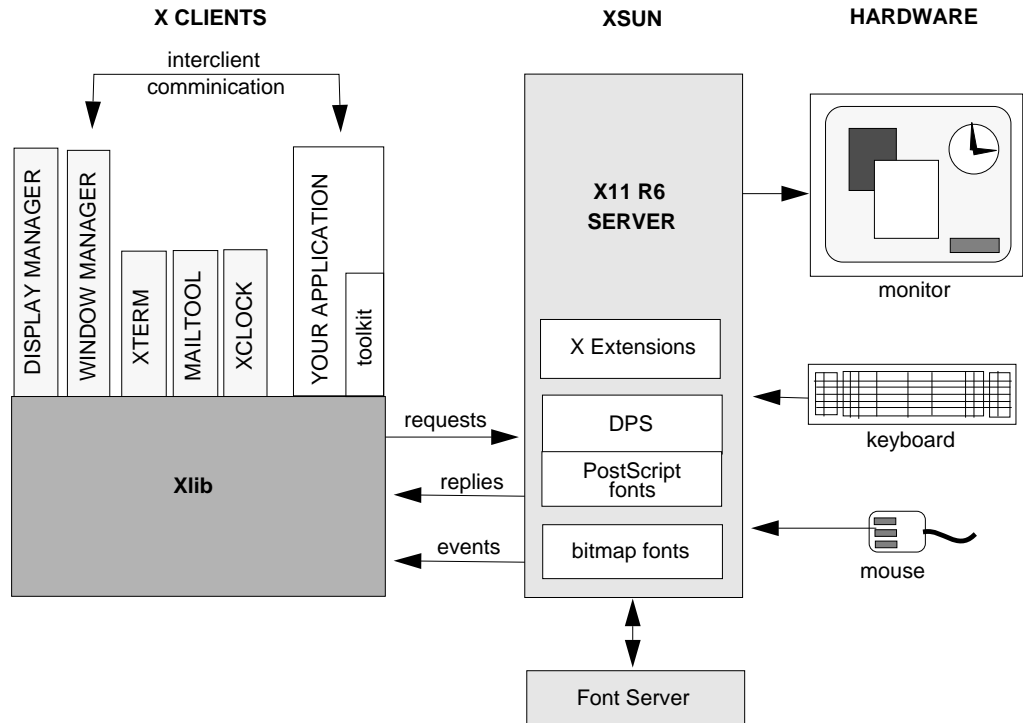 X CLIENTS
XSUN
HARDWARE
interclient
comminication
DISPLAY MANAGER
WINDOW MANAGER
XTERM
MAILTOOL
XCLOCK
YOUR APPLICATION
toolkit
Xlib
requests
replies
events
X11 R6
SERVER
X Extensions
DPS
PostScript
fonts
bitmap fonts
Font Server
monitor
keyboard
mouse